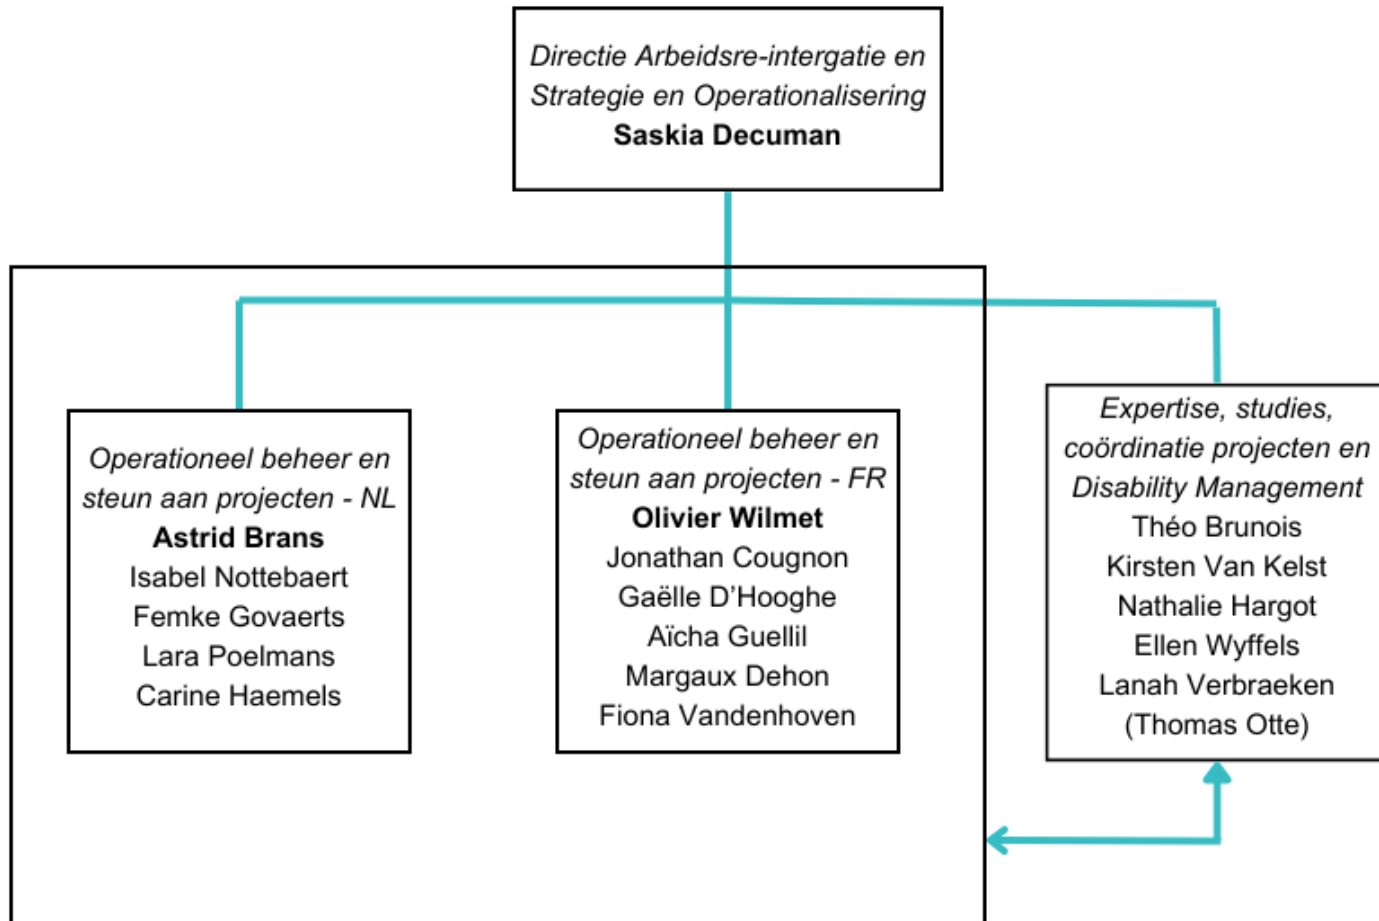 Directie Arbeidsre-intergatie en
Strategie en Operationalisering
Saskia Decuman
Operationeel beheer en
steun aan projecten - NL
Astrid Brans
Isabel Nottebaert
Femke Govaerts
Lara Poelmans
Carine Haemels
Operationeel beheer en
steun aan projecten - FR
Olivier Wilmet
Jonathan Cougnon
Gaëlle D’Hooghe
Aïcha Guellil
Margaux Dehon
Fiona Vandenhoven
Expertise, studies,
coördinatie projecten en
Disability Management
Théo Brunois
Kirsten Van Kelst
Nathalie Hargot
Ellen Wyffels
Lanah Verbraeken
(Thomas Otte)